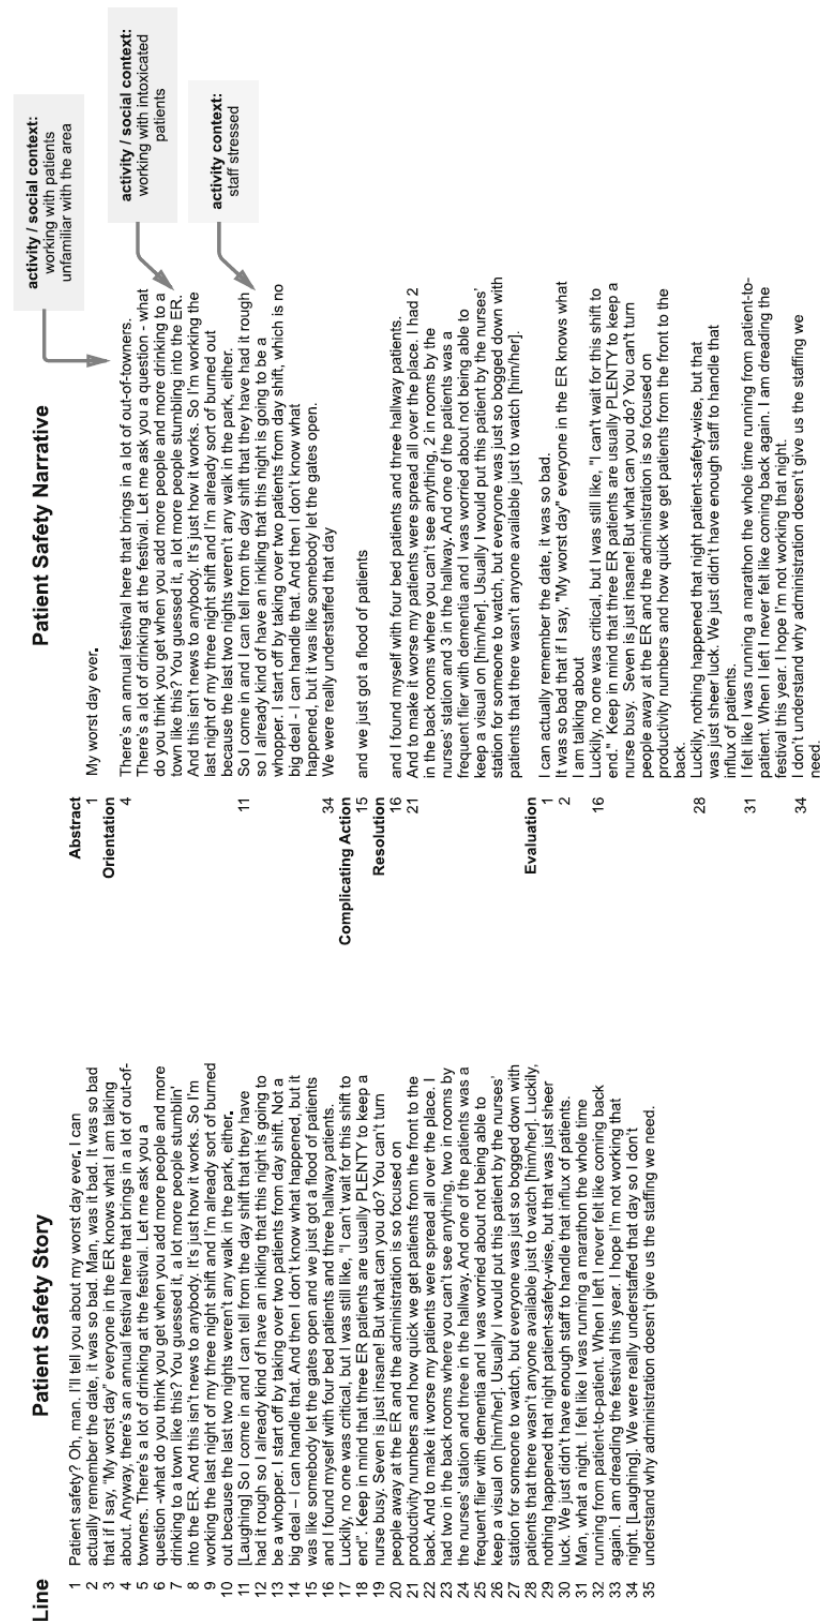 Line
Patient Safety Story
1 Patient safety? Oh, man. I'll tell you about my worst day ever. I can
2 actually remember the date, it was so bad. Man, was it bad. It was so bad
3 that if I say, "My worst day" everyone in the ER knows what I am talking
4 about. Anyway, there's an annual festival here that brings in a lot of out-of-
5 towners. There's a lot of drinking at the festival. Let me ask you a
6 question -what do you think you get when you add more people and more
7 drinking to a town like this? You guessed it, a lot more people stumblin'
8 into the ER. And this isn't news to anybody. It's just how it works. So I'm
9 working the last night of my three night shift and I'm already sort of burned
10 out because the last two nights weren't any walk in the park, either.
11 [Laughing] So I come in and I can tell from the day shift that they have
12 had it rough so I already kind of have an inkling that this night is going to
13 be a whopper. I start off by taking over two patients from day shift. Not a
14 big deal – I can handle that. And then I don't know what happened, but it
15 was like somebody let the gates open and we just got a flood of patients
16 and I found myself with four bed patients and three hallway patients.
17 Luckily, no one was critical, but I was still like, "I can't wait for this shift to
18 end". Keep in mind that three ER patients are usually PLENTY to keep a
19 nurse busy. Seven is just insane! But what can you do? You can't turn
20 people away at the ER and the administration is so focused on
21 productivity numbers and how quick we get patients from the front to the
22 back. And to make it worse my patients were spread all over the place. I
23 had two in the back rooms where you can't see anything, two in rooms by
24 the nurses' station and three in the hallway. And one of the patients was a
25 frequent flier with dementia and I was worried about not being able to
26 keep a visual on [him/her]. Usually I would put this patient by the nurses'
27 station for someone to watch, but everyone was just so bogged down with
28 patients that there wasn't anyone available just to watch [him/her]. Luckily,
29 nothing happened that night patient-safety-wise, but that was just sheer
30 luck. We just didn't have enough staff to handle that influx of patients.
31 Man, what a night. I felt like I was running a marathon the whole time
32 running from patient-to-patient. When I left I never felt like coming back
33 again. I am dreading the festival this year. I hope I'm not working that
34 night. [Laughing]. We were really understaffed that day so I don't
35 understand why administration doesn't give us the staffing we need.
Patient Safety Narrative
Abstract
1 My worst day ever.
Orientation
4 There's an annual festival here that brings in a lot of out-of-towners.
There's a lot of drinking at the festival. Let me ask you a question - what
do you think you get when you add more people and more drinking to a
town like this? You guessed it, a lot more people stumbling into the ER.
And this isn't news to anybody. It's just how it works. So I'm working the
last night of my three night shift and I'm already sort of burned out
because the last two nights weren't any walk in the park, either.
11 So I come in and I can tell from the day shift that they have had it rough
so I already kind of have an inkling that this night is going to be a
whopper. I start off by taking over two patients from day shift, which is no
big deal - I can handle that. And then I don't know what
happened, but it was like somebody let the gates open.
34 We were really understaffed that day
Complicating Action
15 and we just got a flood of patients
Resolution
16 and I found myself with four bed patients and three hallway patients.
21 And to make it worse my patients were spread all over the place. I had 2
in the back rooms where you can't see anything, 2 in rooms by the
nurses' station and 3 in the hallway. And one of the patients was a
frequent flier with dementia and I was worried about not being able to
keep a visual on [him/her]. Usually I would put this patient by the nurses'
station for someone to watch, but everyone was just so bogged down with
patients that there wasn't anyone available just to watch [him/her].
Evaluation
1 I can actually remember the date, it was so bad.
2 It was so bad that if I say, "My worst day" everyone in the ER knows what
I am talking about
16 Luckily, no one was critical, but I was still like, "I can't wait for this shift to
end." Keep in mind that three ER patients are usually PLENTY to keep a
nurse busy. Seven is just insane! But what can you do? You can't turn
people away at the ER and the administration is so focused on
productivity numbers and how quick we get patients from the front to the
back.
28 Luckily, nothing happened that night patient-safety-wise, but that
was just sheer luck. We just didn't have enough staff to handle that
influx of patients.
31 I felt like I was running a marathon the whole time running from patient-to-
patient. When I left I never felt like coming back again. I am dreading the
festival this year. I hope I'm not working that night.
34 I don't understand why administration doesn't give us the staffing we
need.
activity / social context:
working with patients
unfamiliar with the area
activity / social context:
working with intoxicated
patients
activity context:
staff stressed